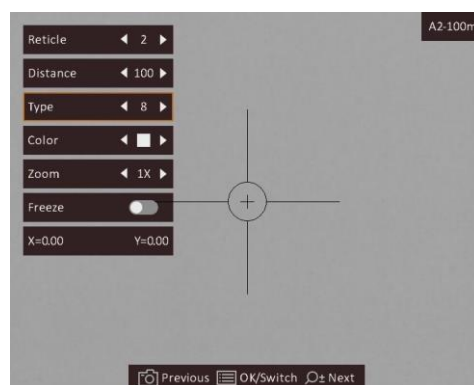 A2-100m
Reticle 2
Distance 100
Type 8
Color
Zoom 1X
Freeze
X=0.00 Y=0.00
Previous OK/Switch Next